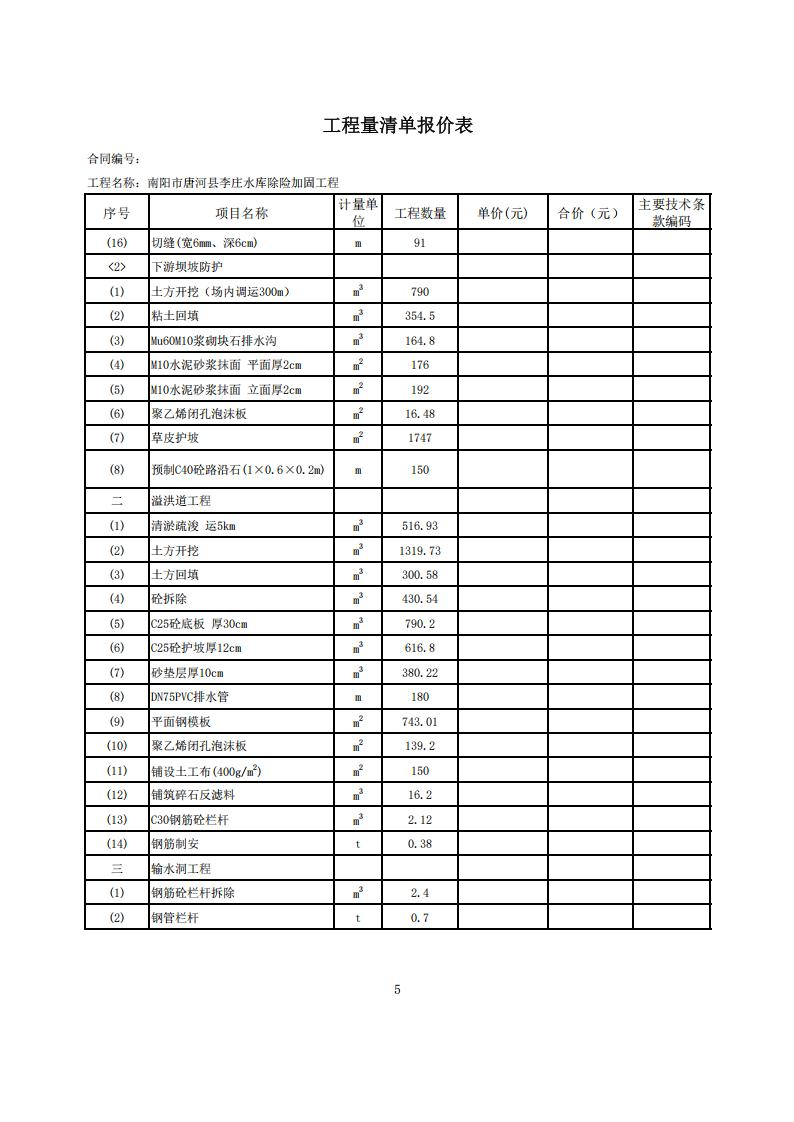 工程量清单报价表
合同编号:
工程名称: 南阳市唐河县李庄水库除险加固工程
序号 项目名称 计量单位 工程数量 单价(元) 合价（元） 主要技术条款编码
(16) 切缝(宽6mm、深6cm) m 91
<2> 下游坝坡防护
(1) 土方开挖（场内调运300m） m³ 790
(2) 粘土回填 m³ 354.5
(3) Mu60M10浆砌块石排水沟 m³ 164.8
(4) M10水泥砂浆抹面 平面厚2cm m² 176
(5) M10水泥砂浆抹面 立面厚2cm m² 192
(6) 聚乙烯闭孔泡沫板 m² 16.48
(7) 草皮护坡 m² 1747
(8) 预制C40砼路沿石(1×0.6×0.2m) m 150
二 溢洪道工程
(1) 清淤疏浚 运5km m³ 516.93
(2) 土方开挖 m³ 1319.73
(3) 土方回填 m³ 300.58
(4) 砼拆除 m³ 430.54
(5) C25砼底板 厚30cm m³ 790.2
(6) C25砼护坡厚12cm m³ 616.8
(7) 砂垫层厚10cm m³ 380.22
(8) DN75PVC排水管 m 180
(9) 平面钢模板 m² 743.01
(10) 聚乙烯闭孔泡沫板 m² 139.2
(11) 铺设土工布(400g/m²) m² 150
(12) 铺筑碎石反滤料 m³ 16.2
(13) C30钢筋砼栏杆 m³ 2.12
(14) 钢筋制安 t 0.38
三 输水洞工程
(1) 钢筋砼栏杆拆除 m³ 2.4
(2) 钢管栏杆 t 0.7
5